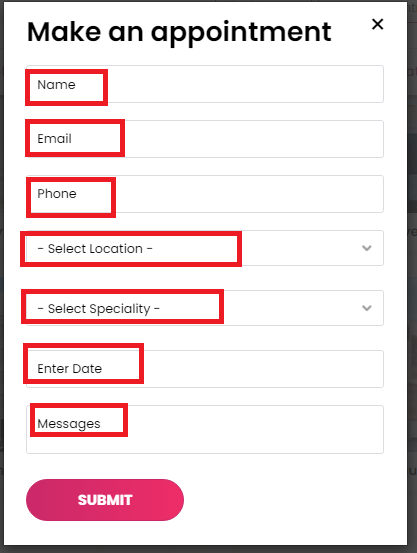 Make an appointment
Name
Email
Phone
- Select Location -
- Select Speciality -
Enter Date
Messages
SUBMIT